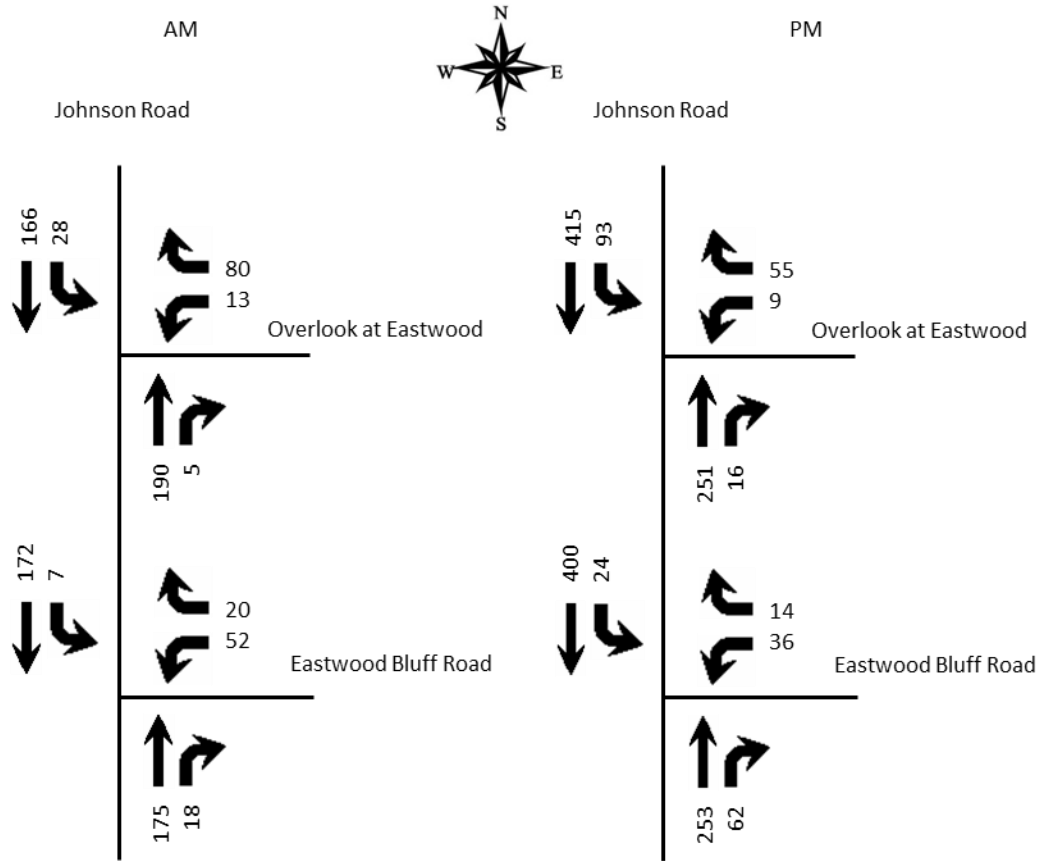 AM
PM
N
W E
S
Johnson Road
Johnson Road
166
28
80
13
Overlook at Eastwood
190
5
172
7
20
52
Eastwood Bluff Road
175
18
415
93
55
9
Overlook at Eastwood
251
16
400
24
14
36
Eastwood Bluff Road
253
62